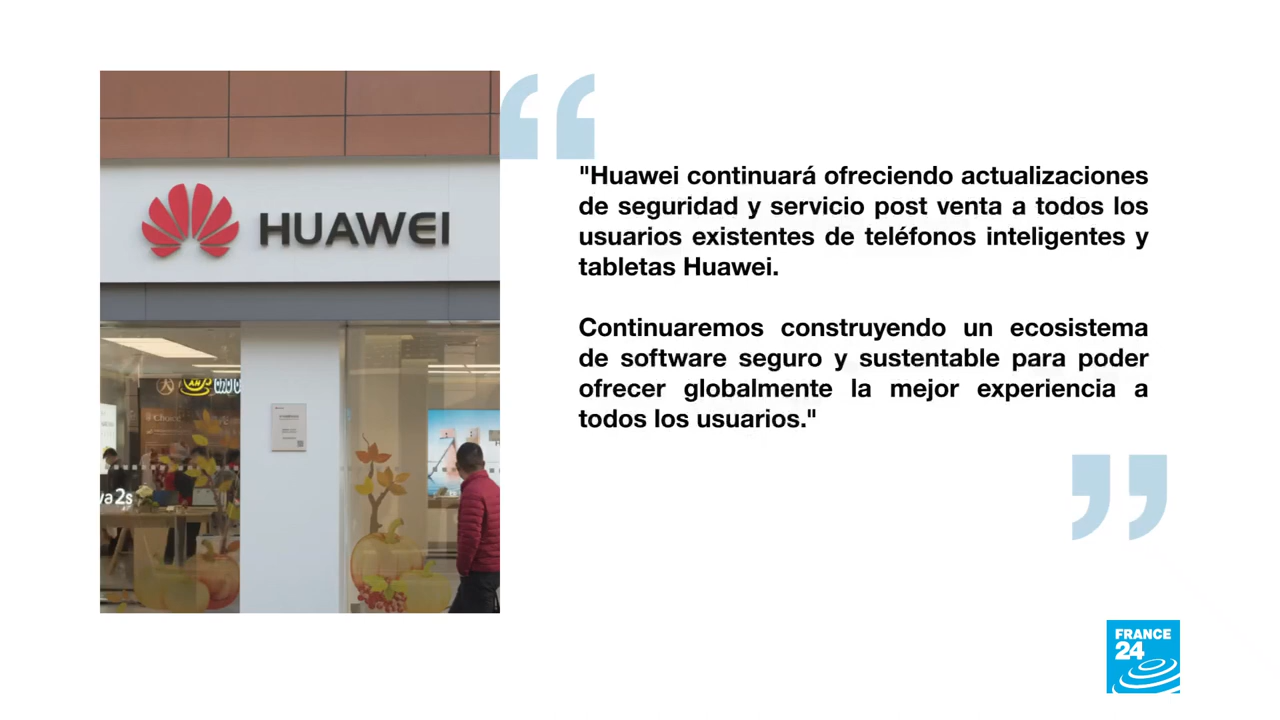 HUAWEI
va2s
"Huawei continuará ofreciendo actualizaciones
de seguridad y servicio post venta a todos los
usuarios existentes de teléfonos inteligentes y
tabletas Huawei.
Continuaremos construyendo un ecosistema
de software seguro y sustentable para poder
ofrecer globalmente la mejor experiencia a
todos los usuarios."
FRANCE
24